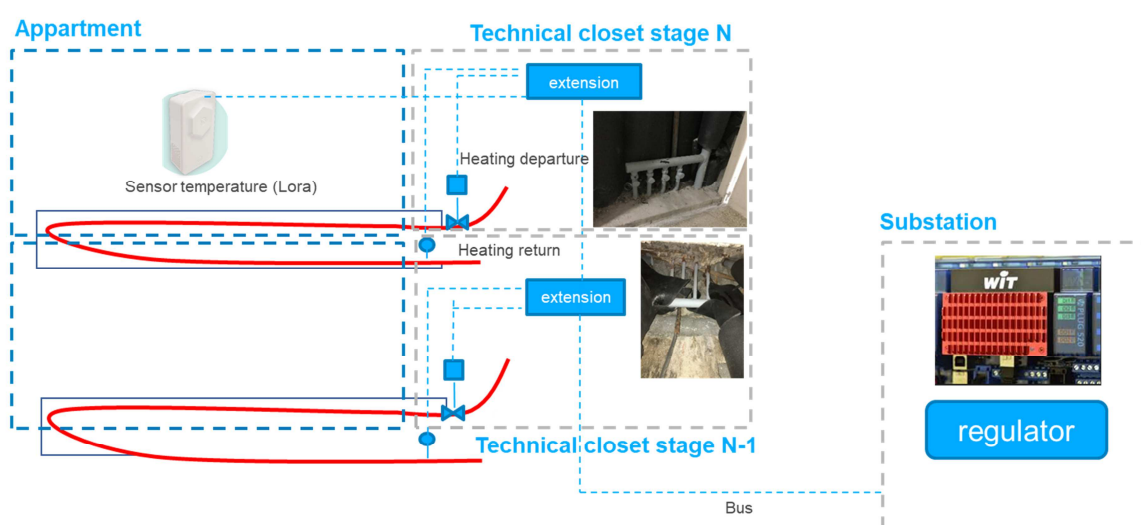 Appartment
Technical closet stage N
extension
Heating departure
Sensor temperature (Lora)
Substation
Heating return
extension
WiT
regulator
Technical closet stage N-1
Bus